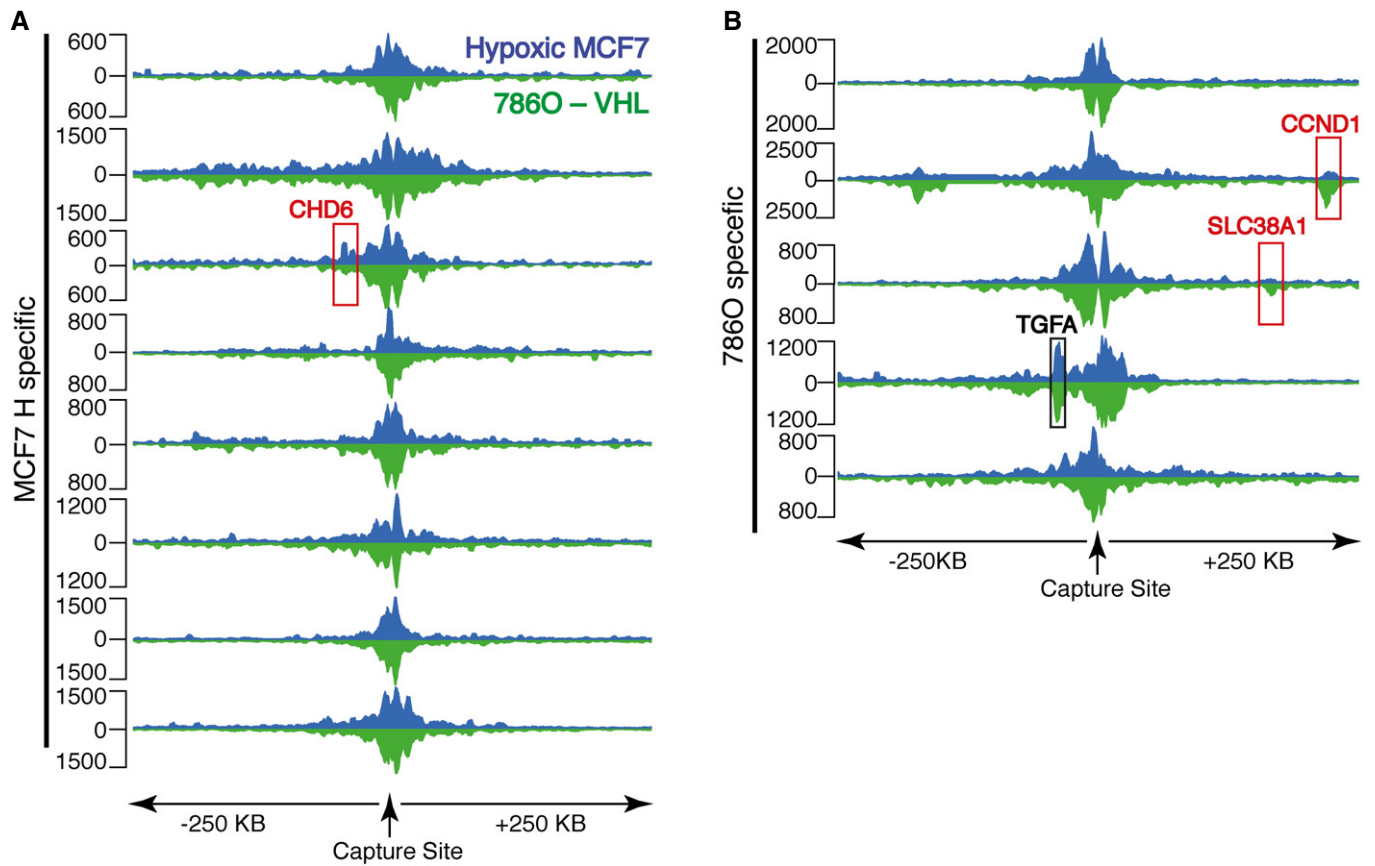 A
MCF7 H specific
Hypoxic MCF7
786O – VHL
600
0
600
1500
0
1500
CHD6
600
0
600
800
0
800
800
0
800
1200
0
1200
1500
0
1500
1500
0
1500
-250 KB
+250 KB
Capture Site
B
786O specefic
2000
0
2000
CCND1
2500
0
2500
SLC38A1
800
0
800
TGFA
1200
0
1200
800
0
800
-250KB
+250 KB
Capture Site